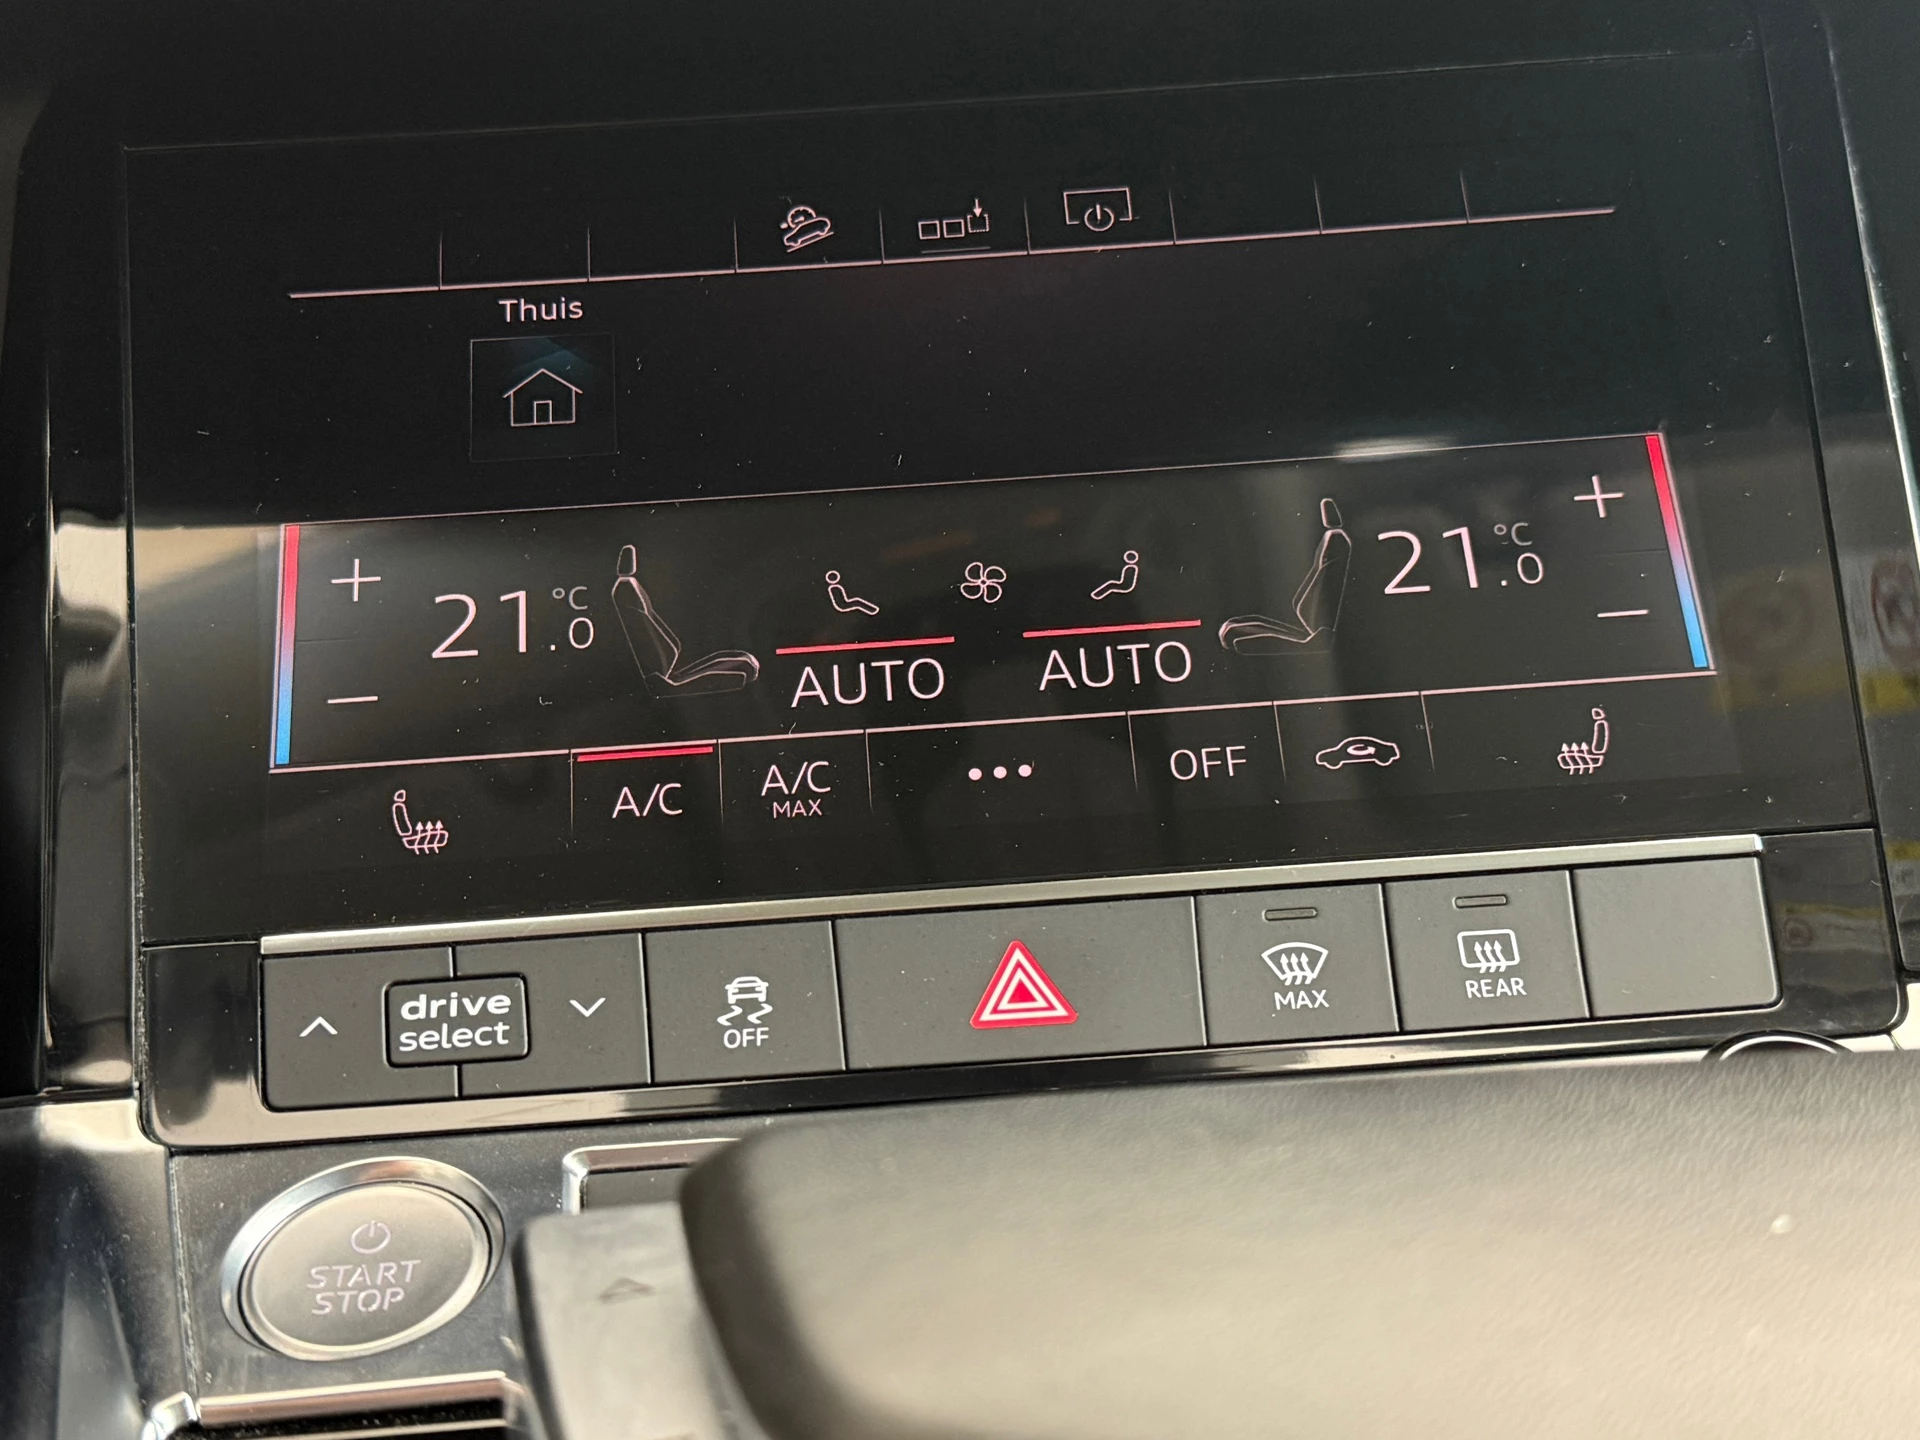 Thuis
+
21.0 °C
−
AUTO
AUTO
21.0 °C
+
−
A/C
A/C
MAX
•••
OFF
drive
select
OFF
MAX
REAR
START
STOP